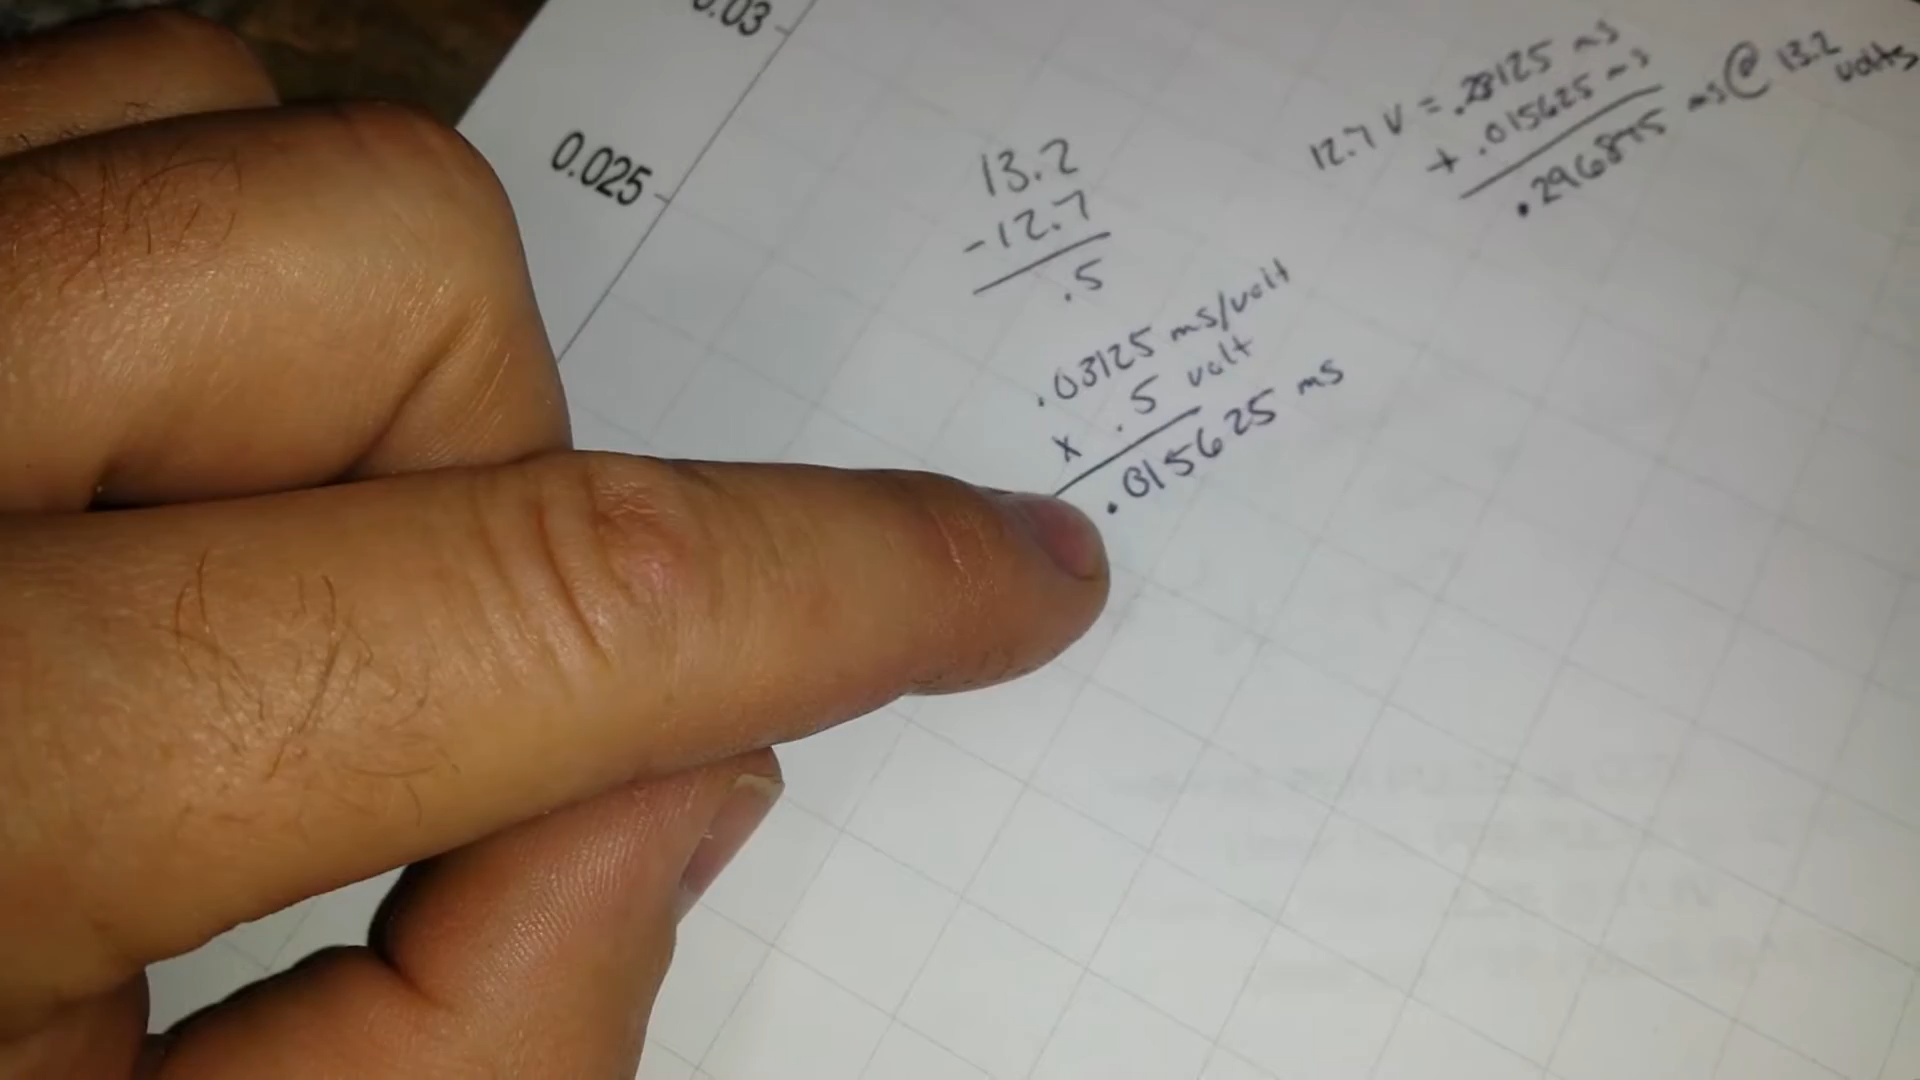 0.03
0.025
13.2
-12.7
.5
.03125 ms/volt
x .5 volt
.015625 ms
12.7 V = .28125 ms
+ .015625 ms
.296875 ms @ 13.2
volts